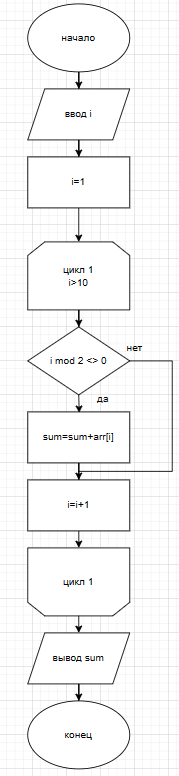 начало
ввод i
i=1
цикл 1
i>10
i mod 2 <> 0
нет
да
sum=sum+arr[i]
i=i+1
цикл 1
вывод sum
конец